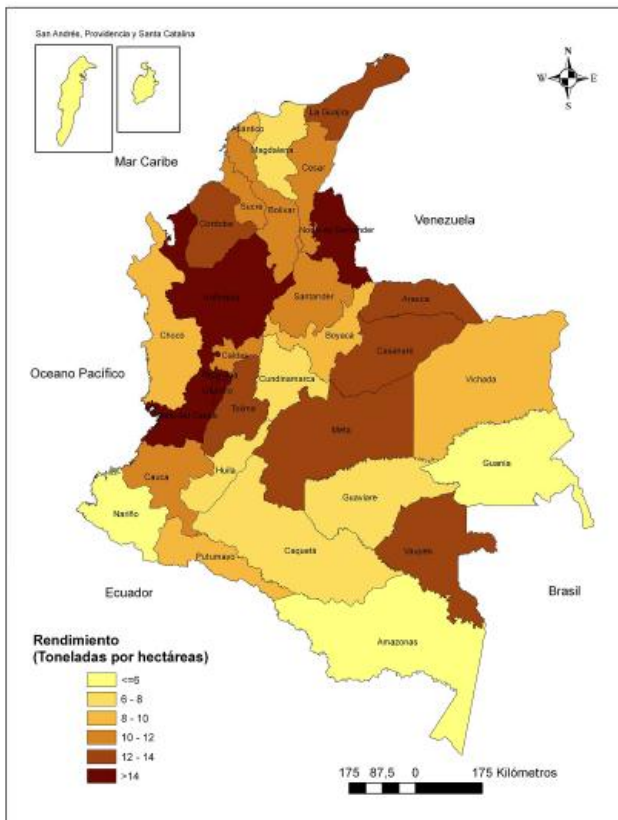 San Andrés, Providencia y Santa Catalina
N
W E
S
Mar Caribe
La Guajira
Atlántico
Magdalena
Cesar
Venezuela
Sucre
Bolívar
Córdoba
Norte de Santander
Antioquia
Santander
Arauca
Boyacá
Chocó
Casanare
Caldas
Cundinamarca
Vichada
Oceano Pacífico
Tolima
Meta
Guania
Huila
Cauca
Guaviare
Nariño
Vaupés
Putumayo
Caquetá
Ecuador
Brasil
Amazonas
Rendimiento
(Toneladas por hectáreas)
<=6
6 - 8
8 - 10
10 - 12
12 - 14
>14
175 87,5 0 175 Kilómetros